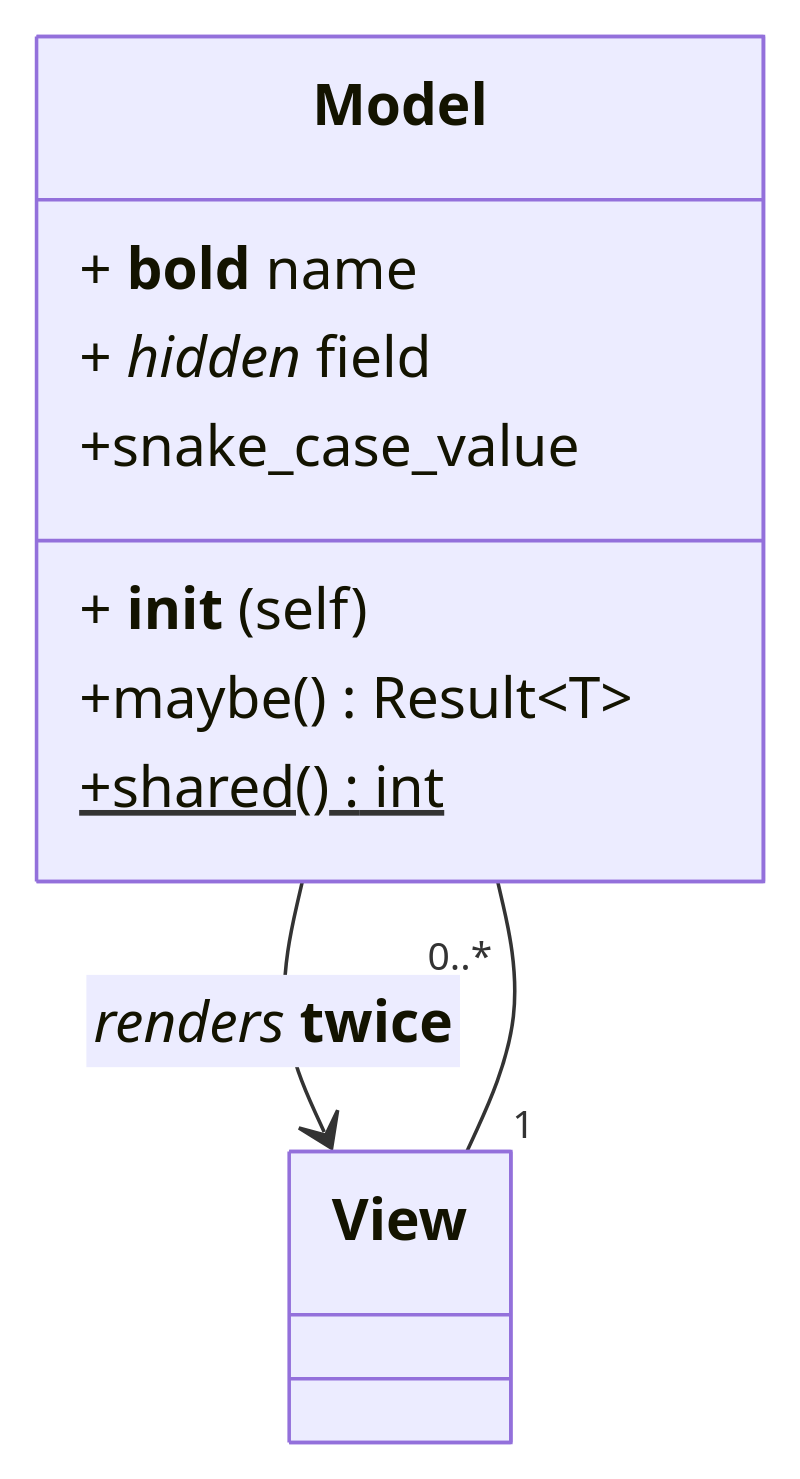 Model
+ bold name
+ hidden field
+snake_case_value
+ init (self)
+maybe() : Result<T>
+shared() : int
0..*
renders twice
1
View